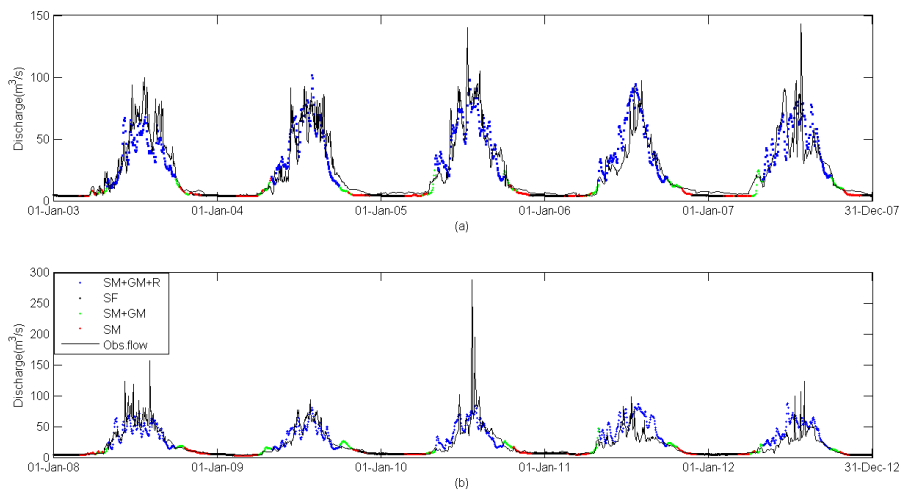 150
100
50
0
Discharge(m³/s)
01-Jan-03 01-Jan-04 01-Jan-05 01-Jan-06 01-Jan-07 31-Dec-07
(a)
300
250
200
150
100
50
0
Discharge(m³/s)
SM+GM+R
SF
SM+GM
SM
Obs.flow
01-Jan-08 01-Jan-09 01-Jan-10 01-Jan-11 01-Jan-12 31-Dec-12
(b)